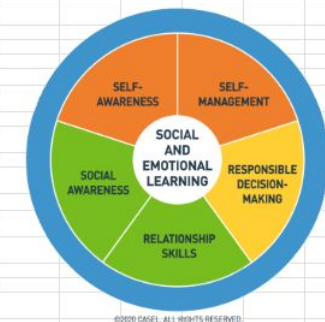 SELF-
AWARENESS
SELF-
MANAGEMENT
SOCIAL
AND
EMOTIONAL
LEARNING
SOCIAL
AWARENESS
RESPONSIBLE
DECISION-
MAKING
RELATIONSHIP
SKILLS
©2020 CASEL. ALL RIGHTS RESERVED.